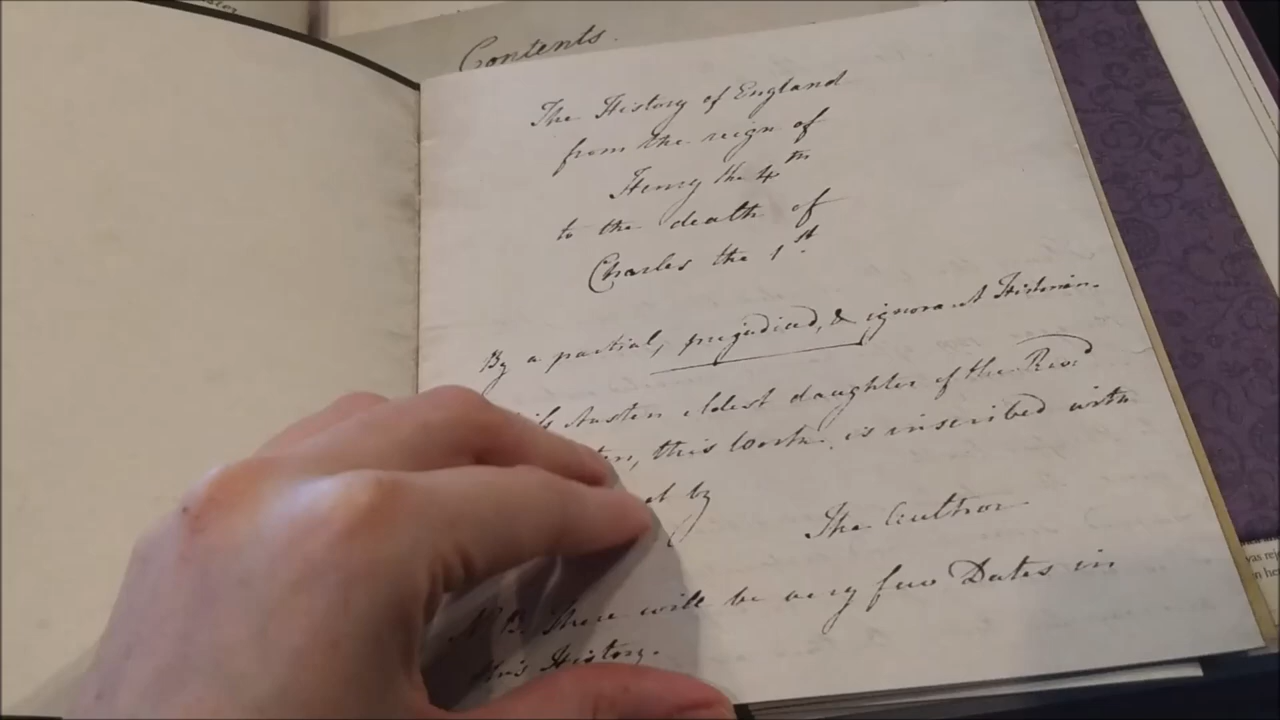 Contents.
The History of England
from the reign of
Henry the 4th
to the death of
Charles the 1st
By a partial, prejudiced, & ignorant Historian.
Austen eldest daughter of the Revd
this Work is inscribed with
by
The Author
N.B. There will be very few Dates in
this History.